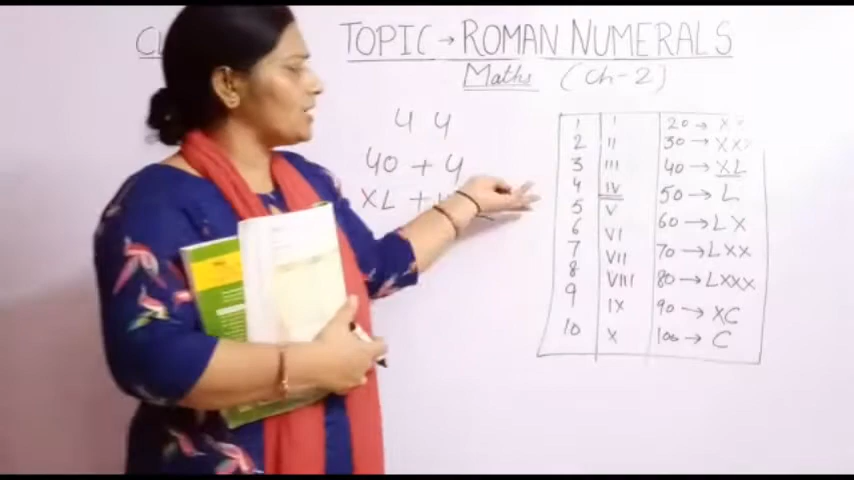 TOPIC → ROMAN NUMERALS
Maths (Ch-2)
4 4
40 + 4
XL +
1 I 20 →
2 II 30 → XXX
3 III 40 → XL
4 IV 50 → L
5 V 60 → LX
6 VI 70 → LXX
7 VII 80 → LXXX
8 VIII 90 → XC
9 IX 100 → C
10 X